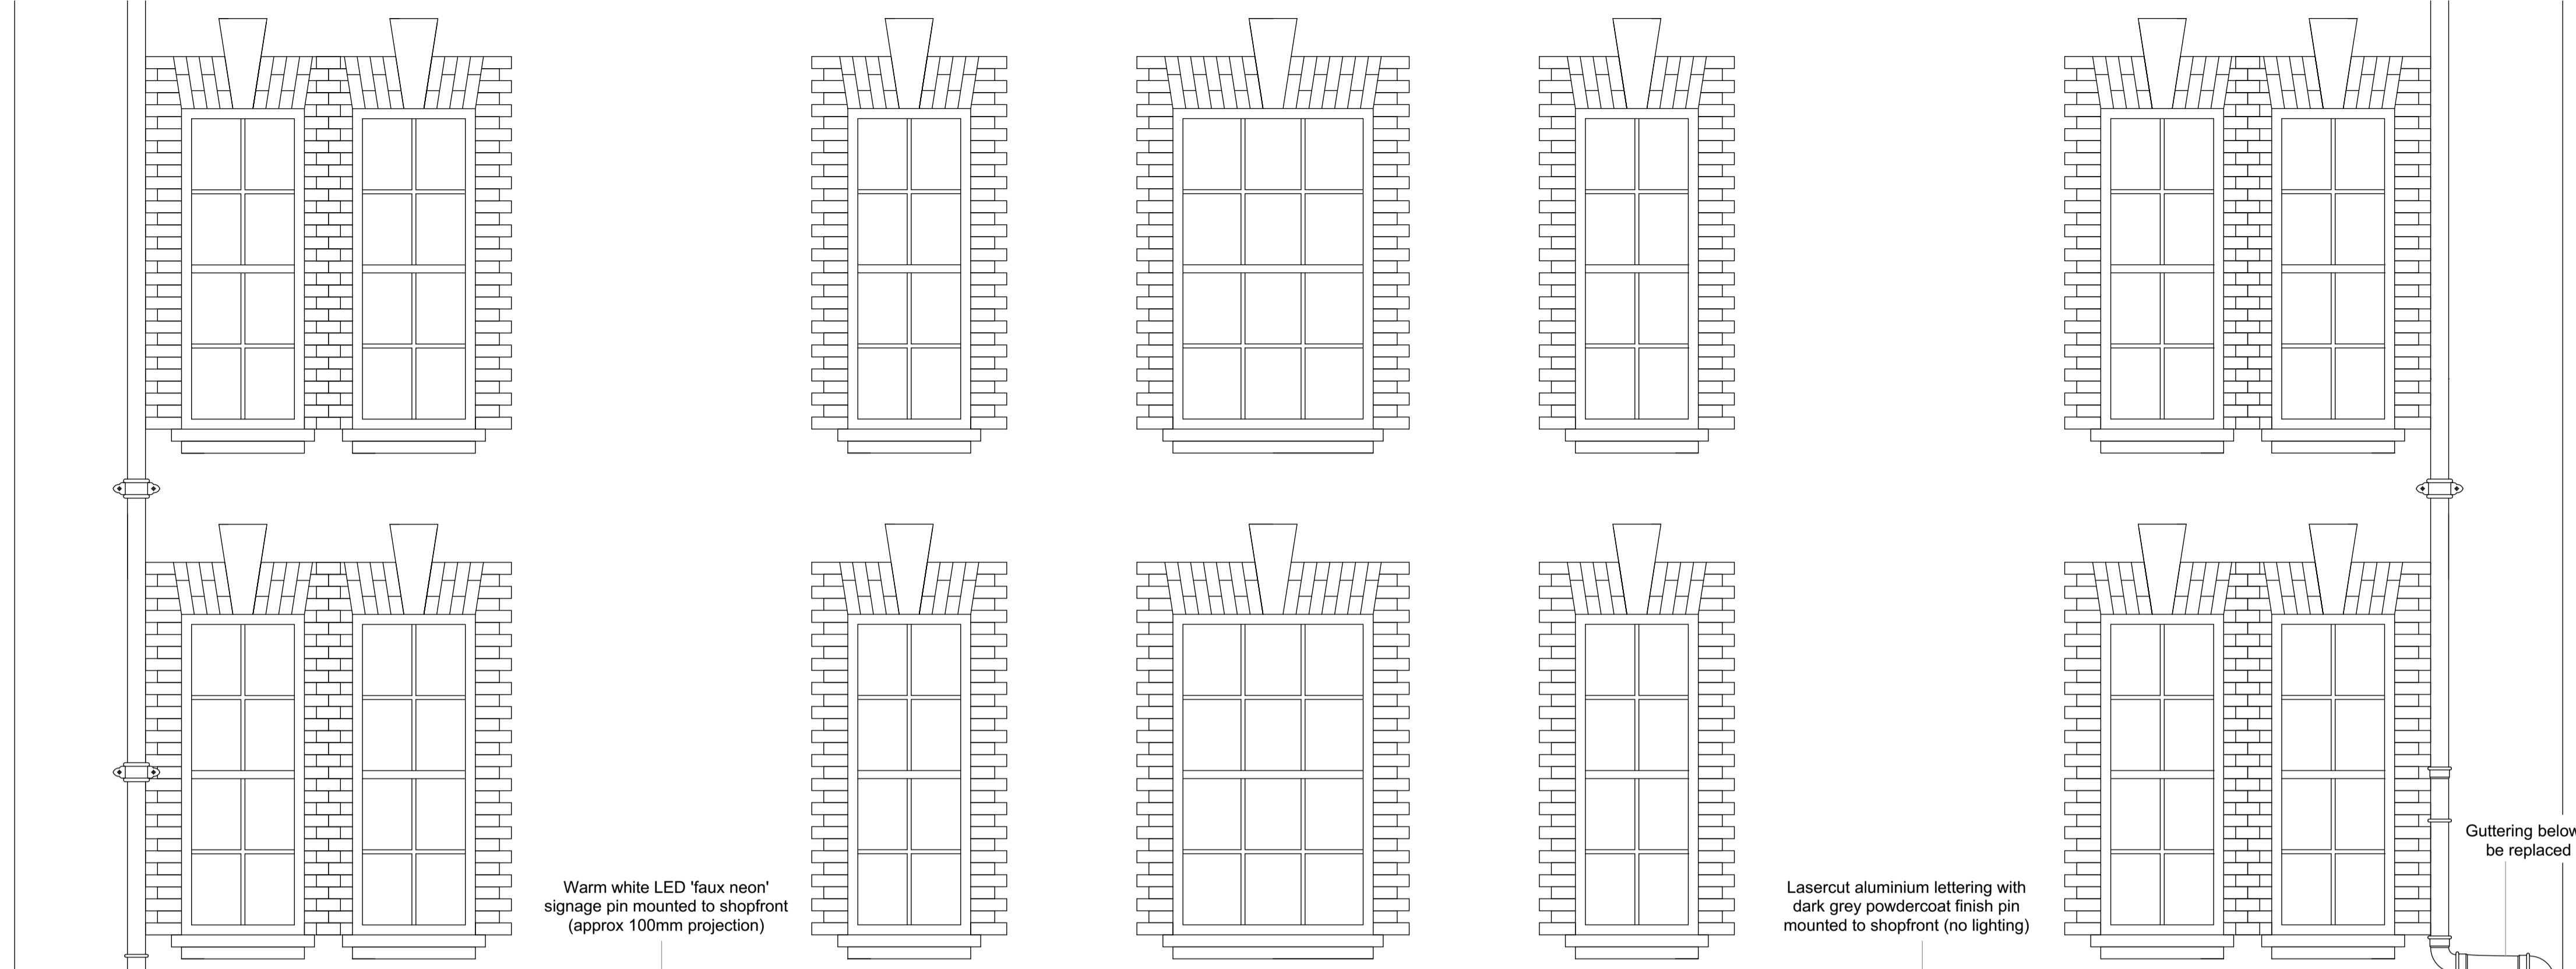 Warm white LED 'faux neon'
signage pin mounted to shopfront
(approx 100mm projection)
Lasercut aluminium lettering with
dark grey powdercoat finish pin
mounted to shopfront (no lighting)
Guttering below
be replaced